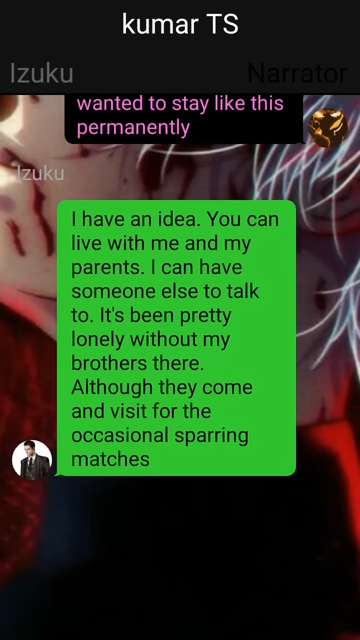 kumar TS
Izuku
Narrator
wanted to stay like this
permanently
Izuku
I have an idea. You can
live with me and my
parents. I can have
someone else to talk
to. It's been pretty
lonely without my
brothers there.
Although they come
and visit for the
occasional sparring
matches